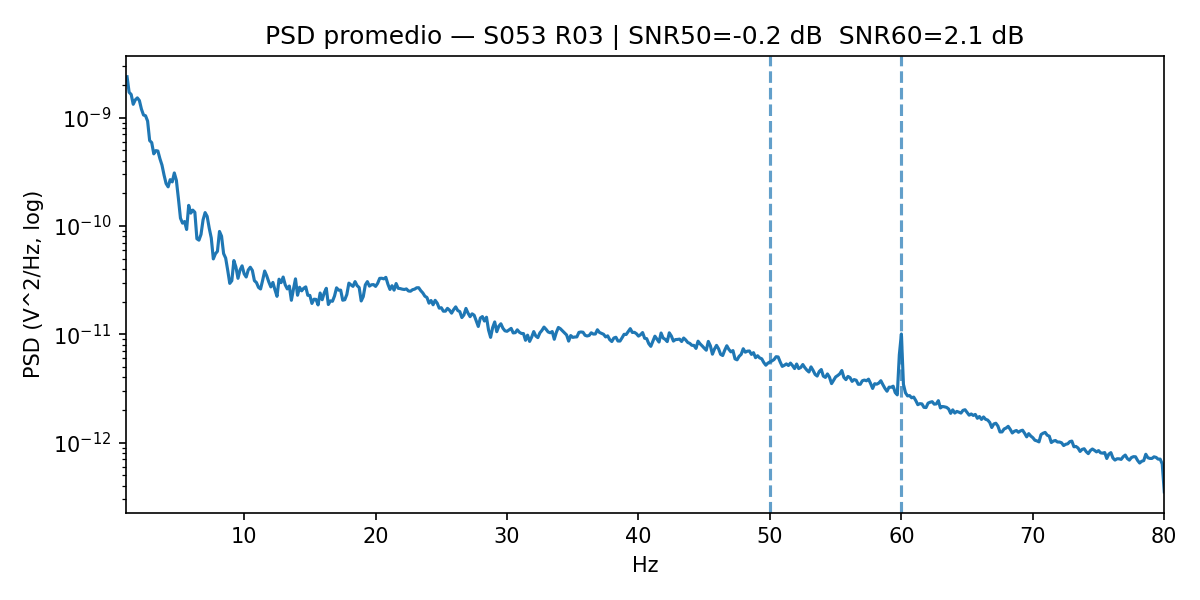 PSD promedio — S053 R03 | SNR50=-0.2 dB  SNR60=2.1 dB
PSD (V^2/Hz, log)
10^−9
10^−10
10^−11
10^−12
10 20 30 40 50 60 70 80
Hz